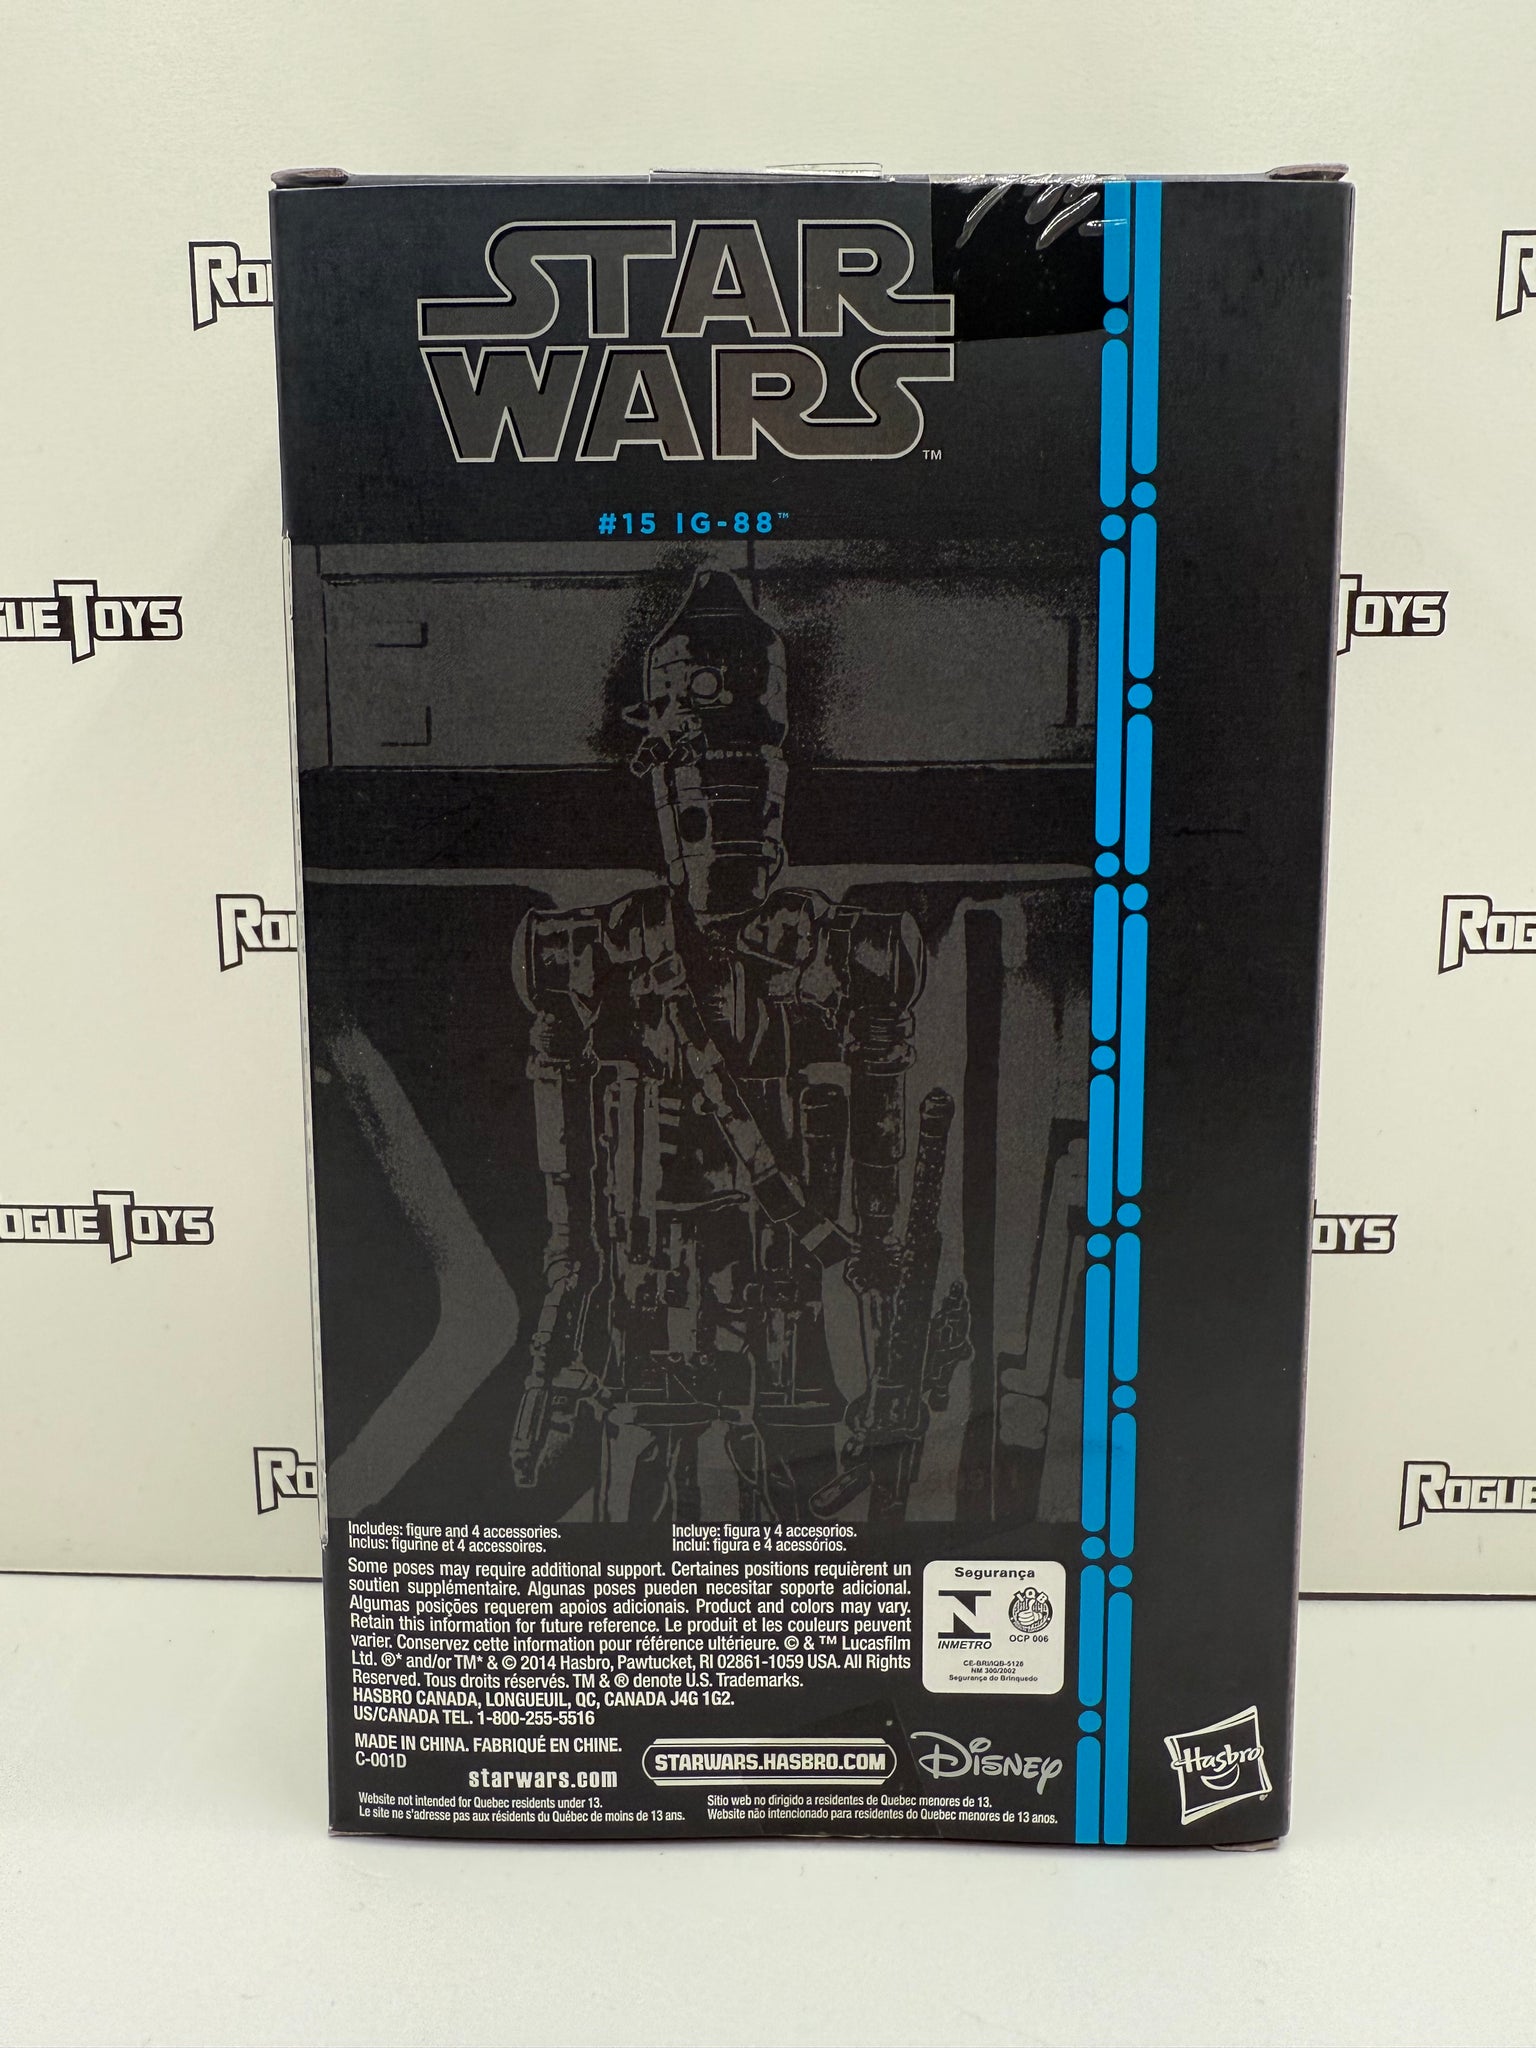 STAR
WARS™
#15 IG-88™
Includes: figure and 4 accessories.
Inclus: figurine et 4 accessoires.
Incluye: figura y 4 accesorios.
Inclui: figura e 4 acessórios.
Some poses may require additional support. Certaines positions requièrent un
soutien supplémentaire. Algunas poses pueden necesitar soporte adicional.
Algumas posições requerem apoios adicionais. Product and colors may vary.
Retain this information for future reference. Le produit et les couleurs peuvent
varier. Conservez cette information pour référence ultérieure. © & ™ Lucasfilm
Ltd. ®* and/or TM* & © 2014 Hasbro, Pawtucket, RI 02861-1059 USA. All Rights
Reserved. Tous droits réservés. TM & ® denote U.S. Trademarks.
HASBRO CANADA, LONGUEUIL, QC, CANADA J4G 1G2.
US/CANADA TEL. 1-800-255-5516
MADE IN CHINA. FABRIQUÉ EN CHINE.
C-001D
starwars.com
STARWARS.HASBRO.COM
Website not intended for Quebec residents under 13.
Le site ne s'adresse pas aux résidents du Québec de moins de 13 ans.
Sitio web no dirigido a residentes de Quebec menores de 13.
Website não intencionado para residentes do Quebec menores de 13 anos.
Segurança
INMETRO
OCP 006
NM 300/2002
Segurança do Brinquedo
Disney
Hasbro
ROGUE TOYS